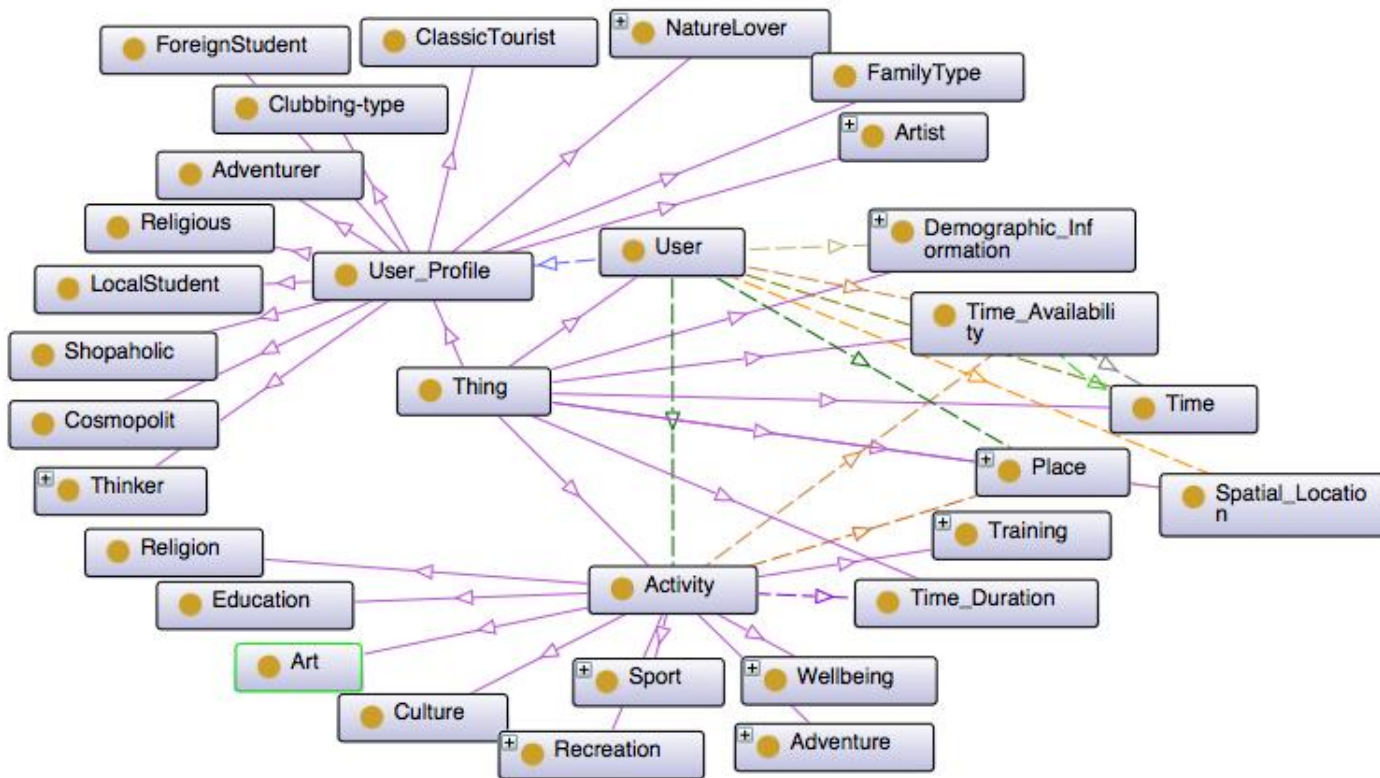 ForeignStudent
ClassicTourist
NatureLover
FamilyType
Clubbing-type
Artist
Adventurer
Religious
User
Demographic_Inf
ormation
User_Profile
LocalStudent
Time_Availabili
ty
Shopaholic
Thing
Time
Cosmopolit
Place
Thinker
Spatial_Locatio
n
Training
Religion
Activity
Education
Time_Duration
Art
Sport
Wellbeing
Culture
Recreation
Adventure